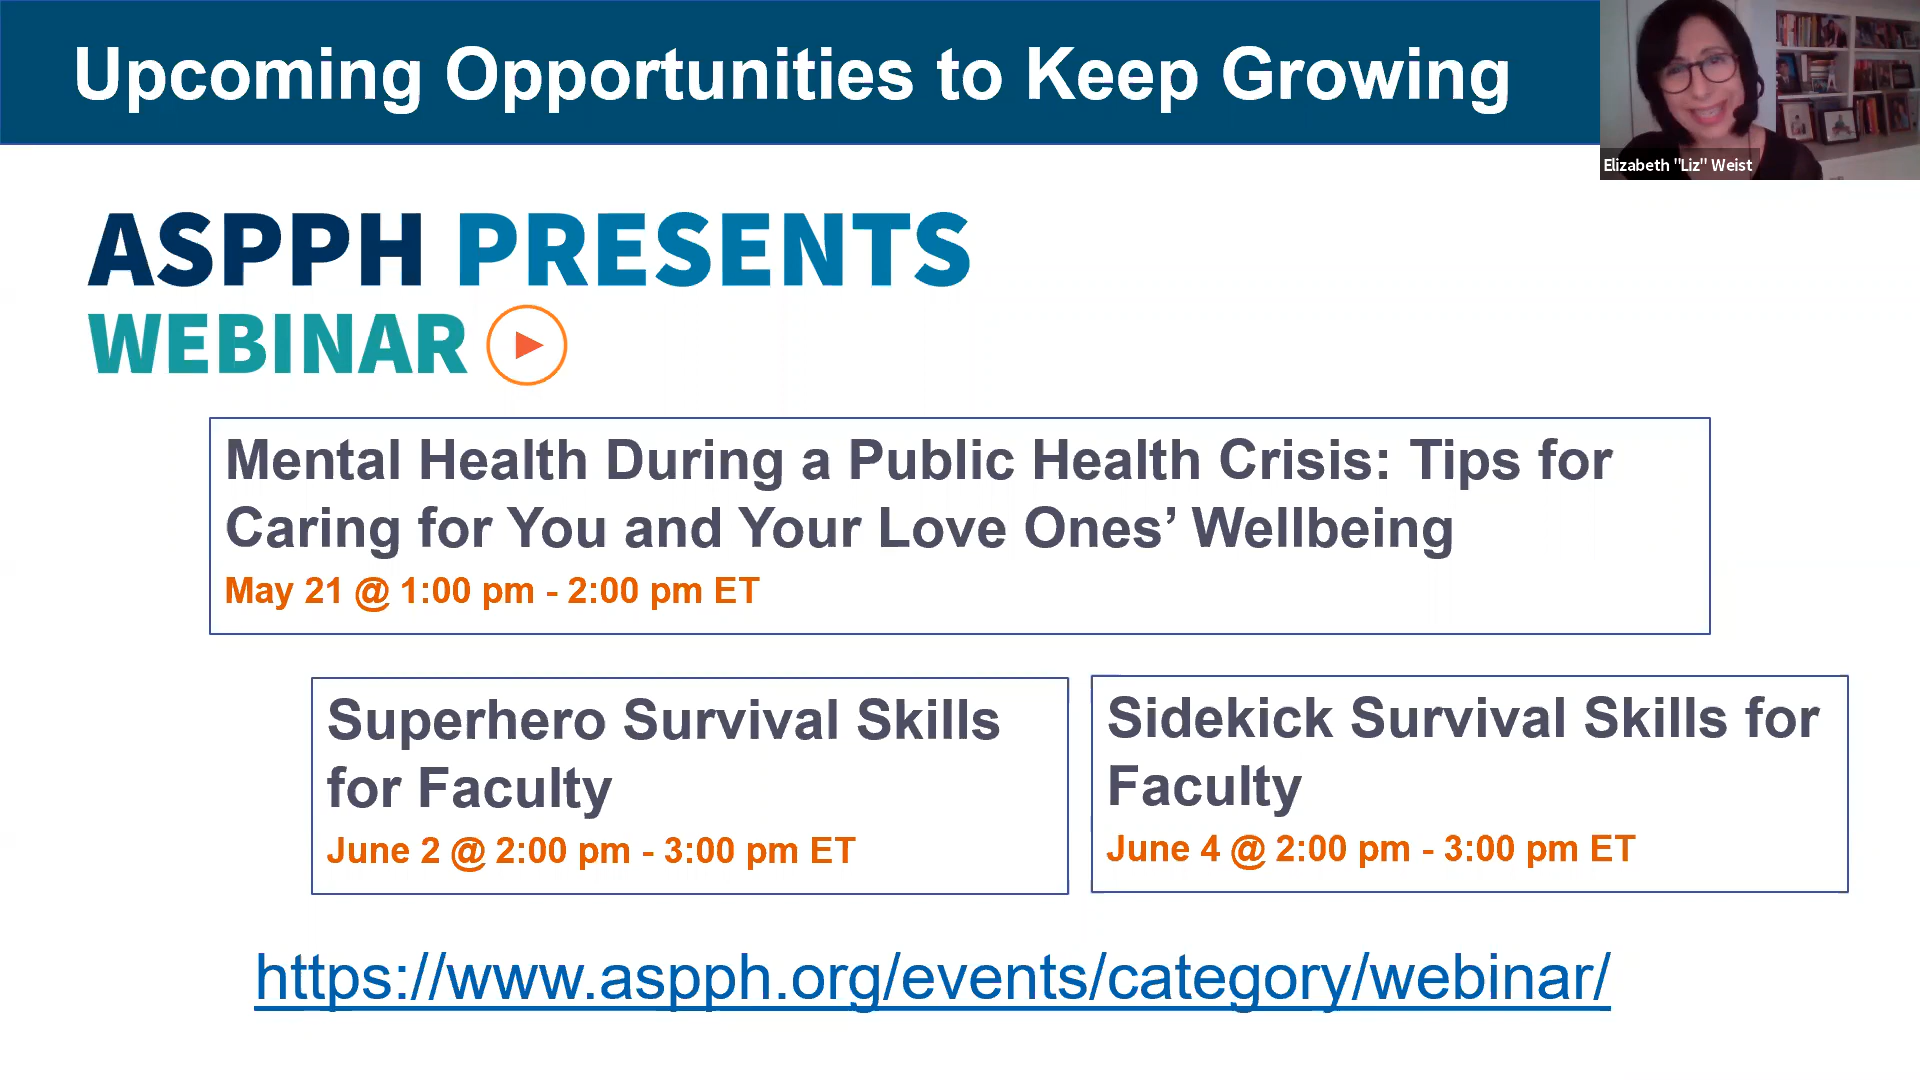 Upcoming Opportunities to Keep Growing
Elizabeth "Liz" Weist
ASPPH PRESENTS
WEBINAR
Mental Health During a Public Health Crisis: Tips for
Caring for You and Your Love Ones’ Wellbeing
May 21 @ 1:00 pm - 2:00 pm ET
Superhero Survival Skills
for Faculty
June 2 @ 2:00 pm - 3:00 pm ET
Sidekick Survival Skills for
Faculty
June 4 @ 2:00 pm - 3:00 pm ET
https://www.aspph.org/events/category/webinar/